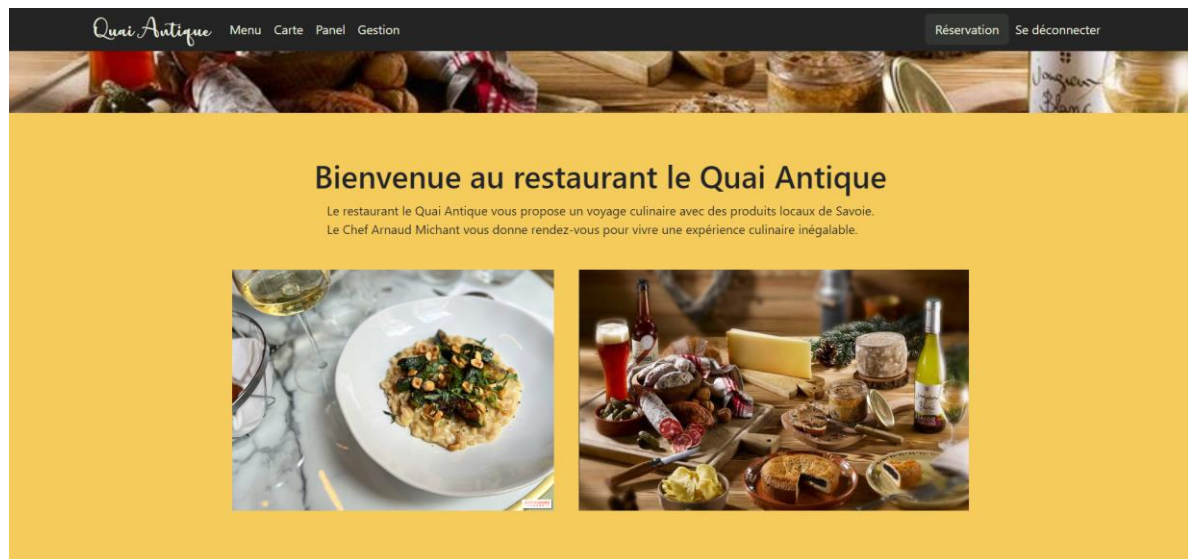 Quai Antique Menu Carte Panel Gestion Réservation Se déconnecter
Jongieux
Blanc
Bienvenue au restaurant le Quai Antique
Le restaurant le Quai Antique vous propose un voyage culinaire avec des produits locaux de Savoie.
Le Chef Arnaud Michant vous donne rendez-vous pour vivre une expérience culinaire inégalable.